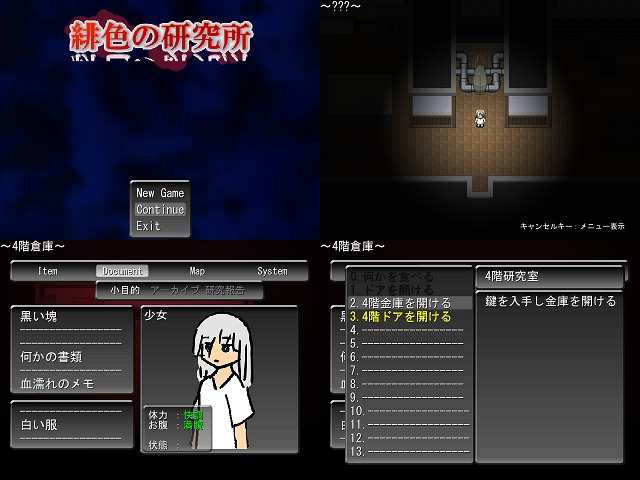 緋色の研究所
New Game
Continue
Exit
～???～
キャンセルキー：メニュー表示
～4階倉庫～
Item
Document
Map
System
小目的 アーカイブ 研究報告
黒い塊
何かの書類
血濡れのメモ
白い服
少女
体力 ：快調
お腹 ：満腹
状態 ：
～4階倉庫～
0.何かを食べる
1.ドアを開ける
2.4階金庫を開ける
3.4階ドアを開ける
4.
5.
6.
7.
8.
9.
10.
11.
12.
13.
4階研究室
鍵を入手し金庫を開ける